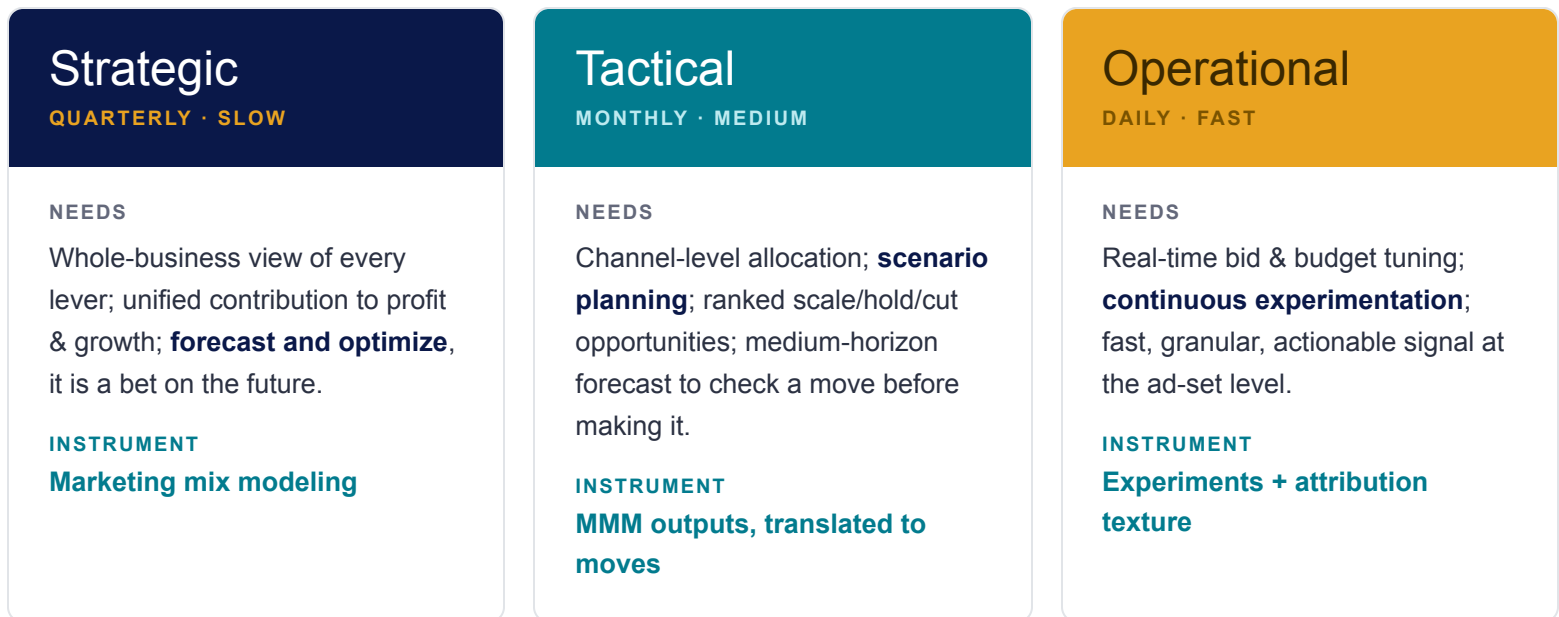 Strategic
QUARTERLY · SLOW
NEEDS
Whole-business view of every
lever; unified contribution to profit
& growth; forecast and optimize,
it is a bet on the future.
INSTRUMENT
Marketing mix modeling
Tactical
MONTHLY · MEDIUM
NEEDS
Channel-level allocation; scenario
planning; ranked scale/hold/cut
opportunities; medium-horizon
forecast to check a move before
making it.
INSTRUMENT
MMM outputs, translated to
moves
Operational
DAILY · FAST
NEEDS
Real-time bid & budget tuning;
continuous experimentation;
fast, granular, actionable signal at
the ad-set level.
INSTRUMENT
Experiments + attribution
texture